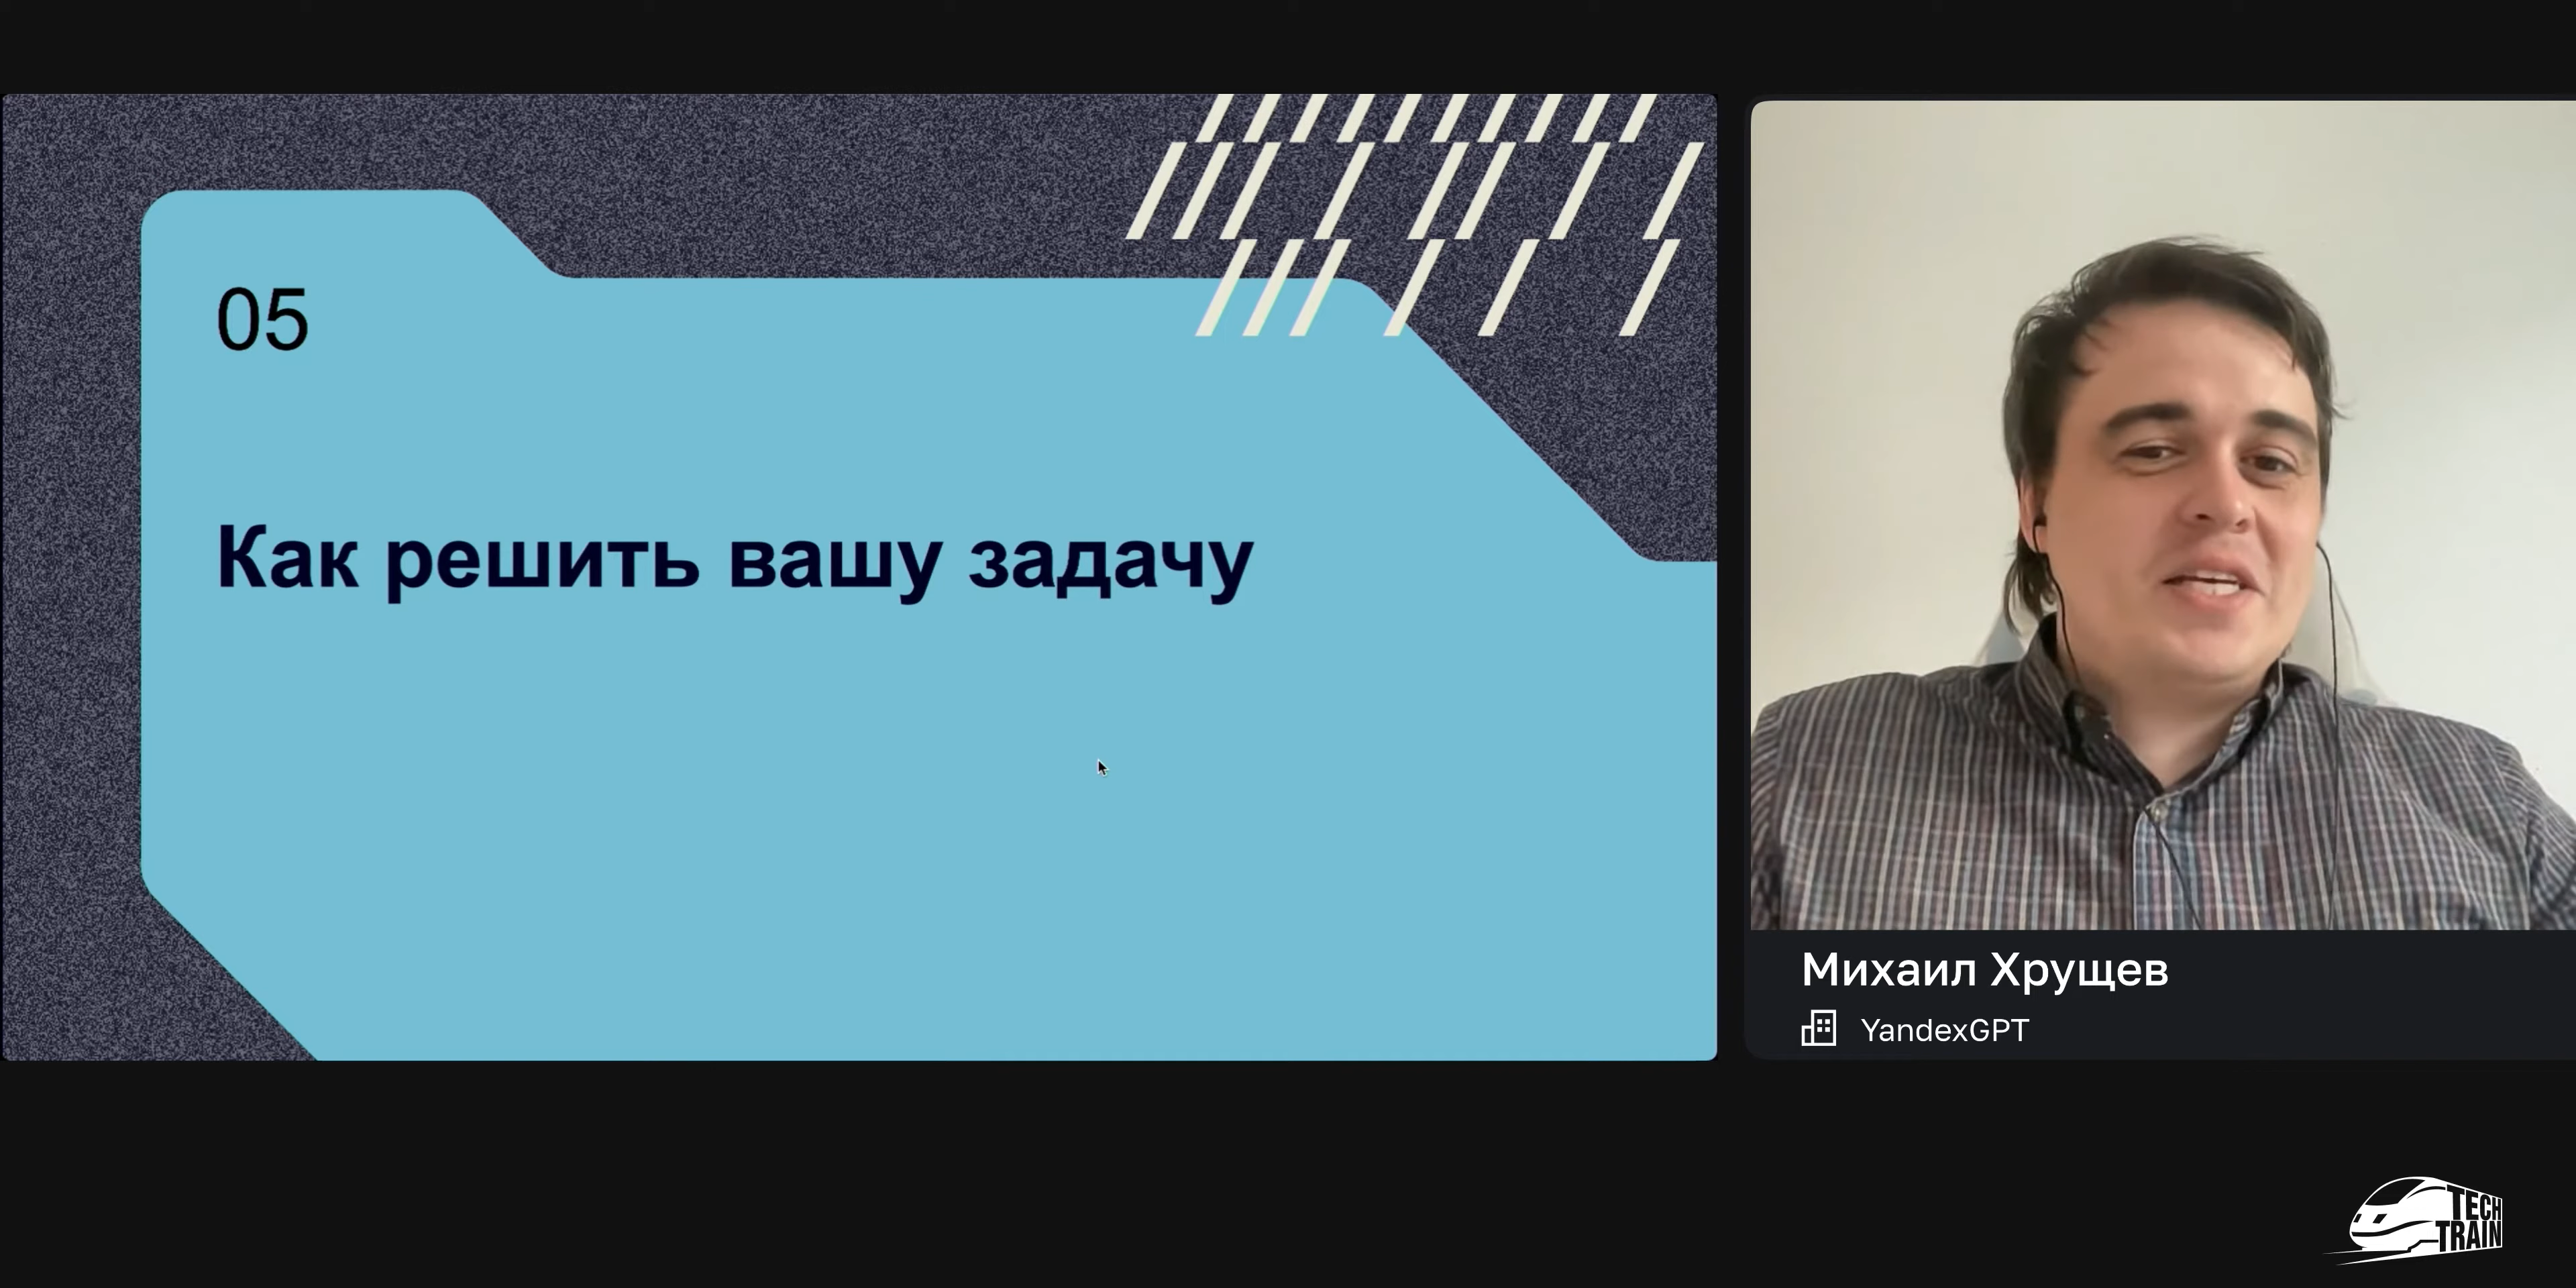 05
Как решить вашу задачу
Михаил Хрущев
YandexGPT
TECH
TRAIN